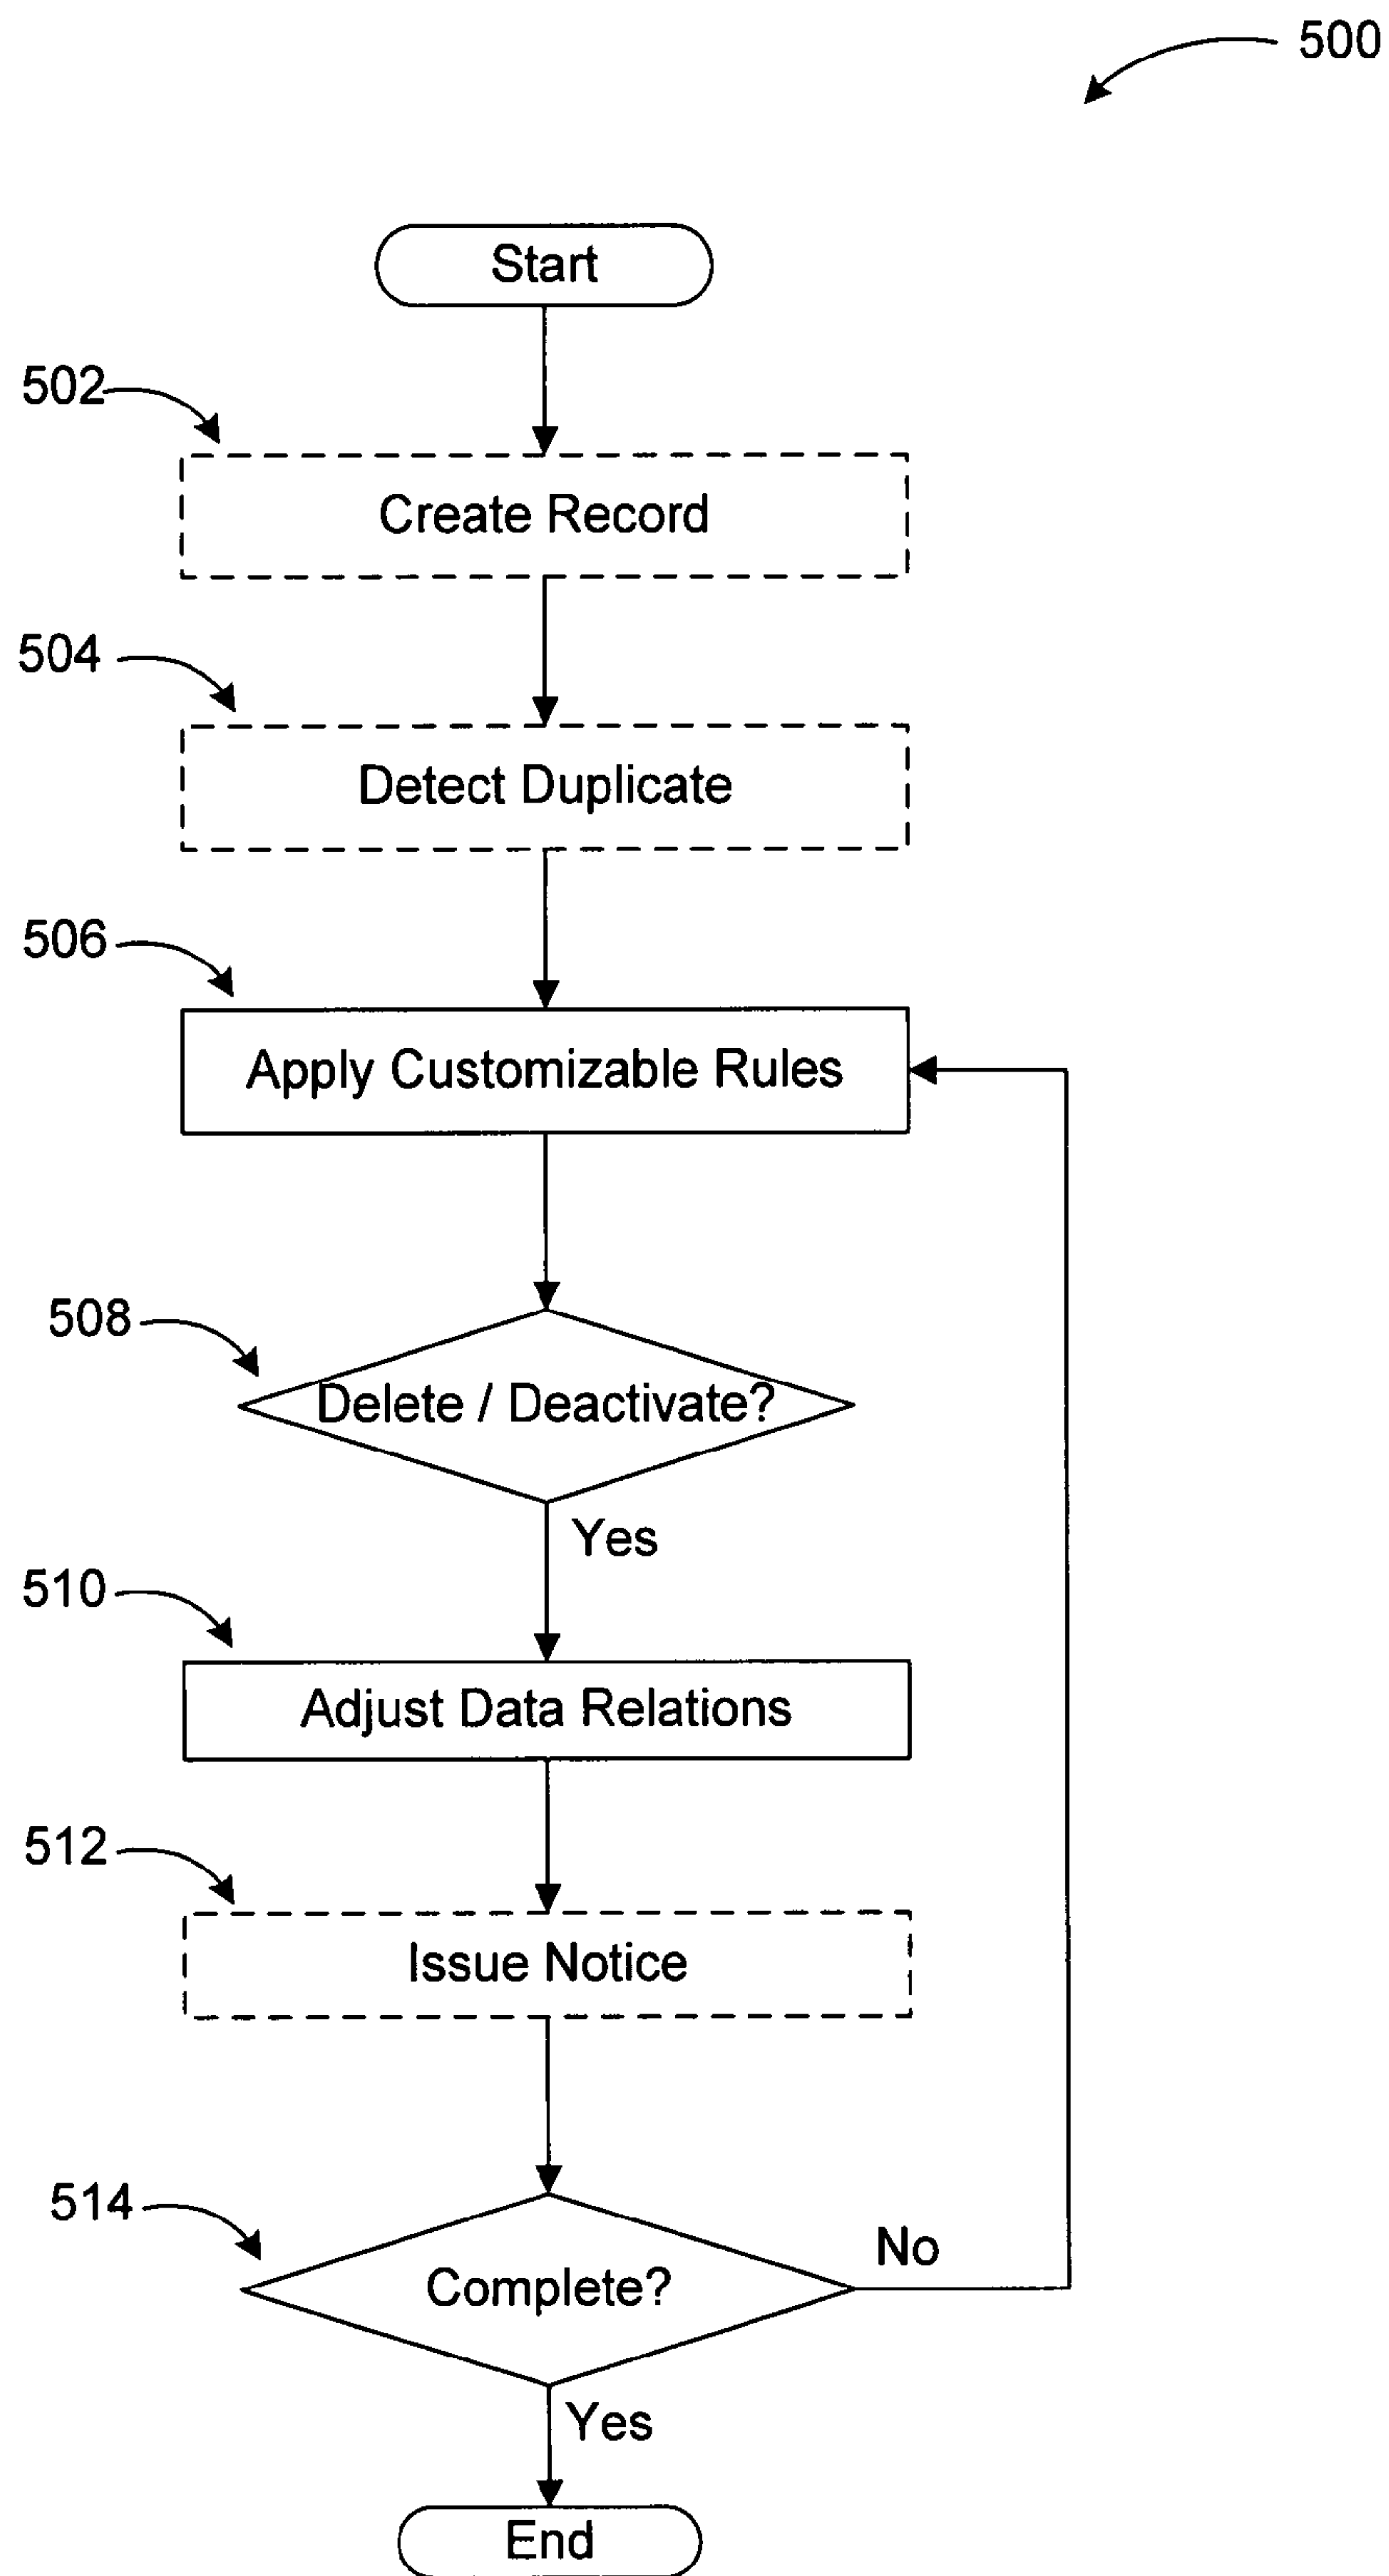 500
Start
502
Create Record
504
Detect Duplicate
506
Apply Customizable Rules
508
Delete / Deactivate?
Yes
510
Adjust Data Relations
512
Issue Notice
514
No
Complete?
Yes
End